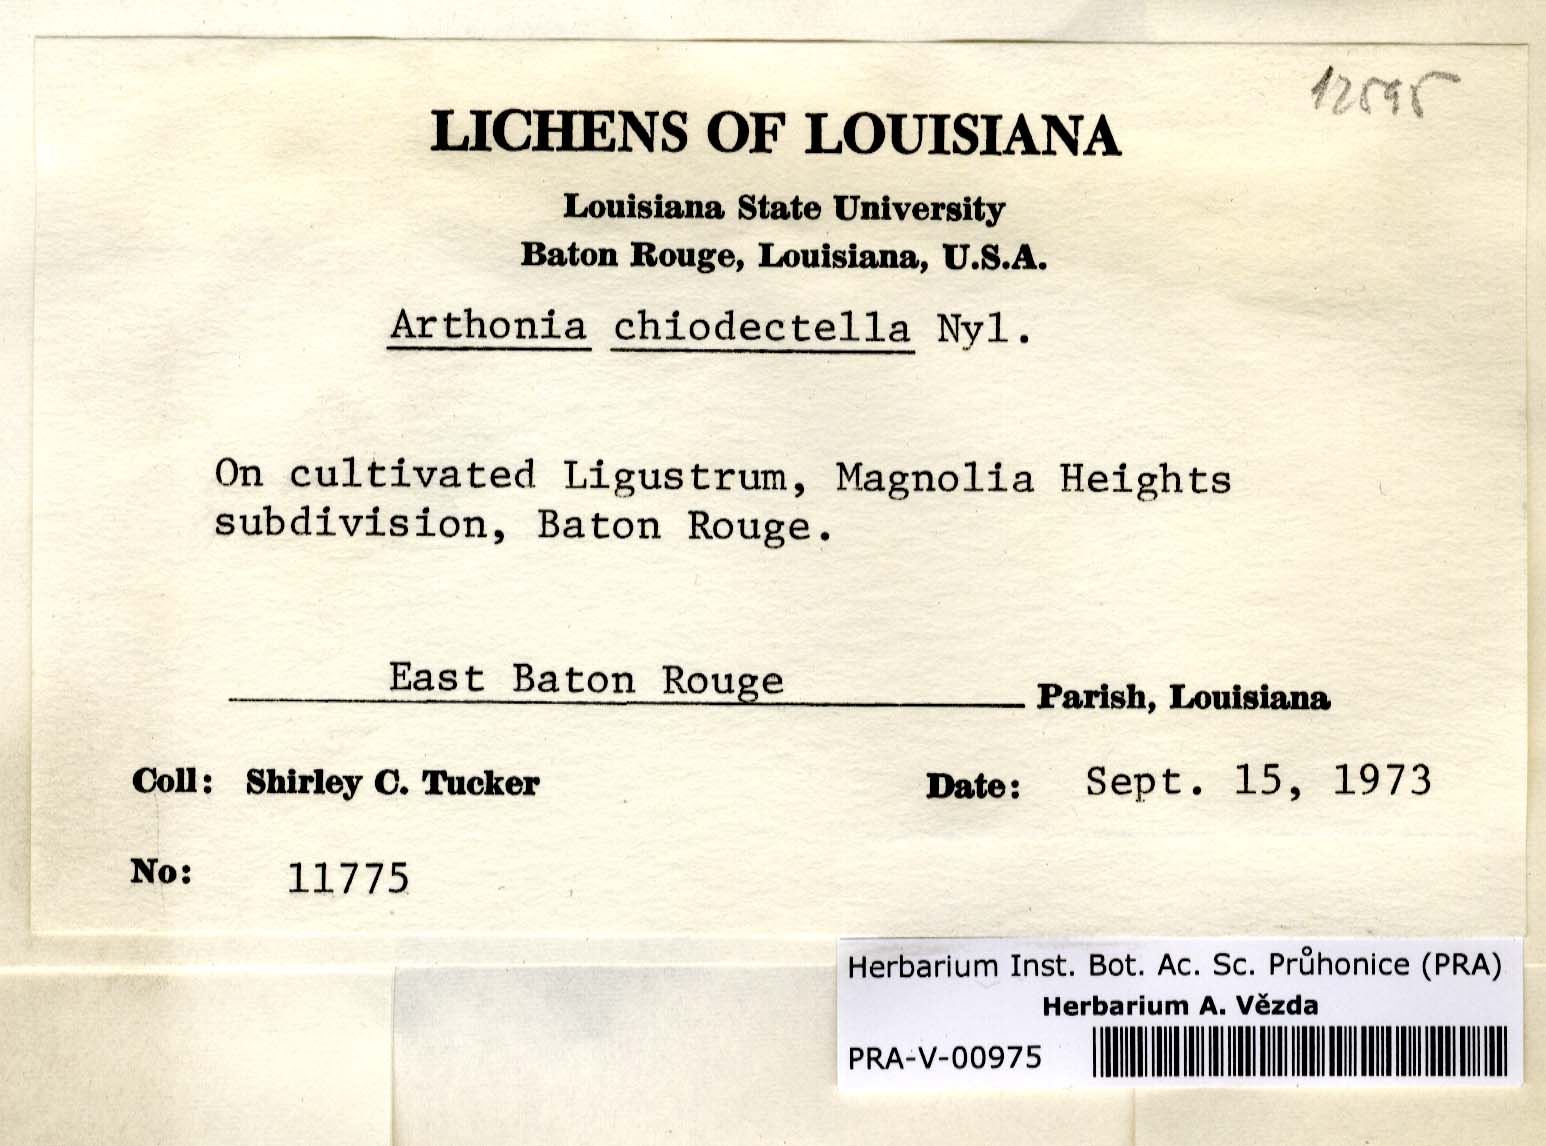 12595
LICHENS OF LOUISIANA
Louisiana State University
Baton Rouge, Louisiana, U.S.A.
Arthonia chiodectella Nyl.
On cultivated Ligustrum, Magnolia Heights
subdivision, Baton Rouge.
East Baton Rouge Parish, Louisiana
Coll: Shirley C. Tucker Date: Sept. 15, 1973
No: 11775
Herbarium Inst. Bot. Ac. Sc. Průhonice (PRA)
Herbarium A. Vězda
PRA-V-00975